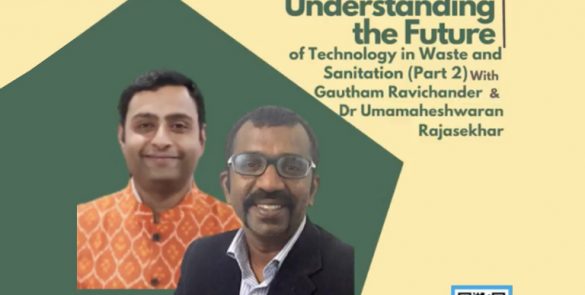 Understanding
the Future
of Technology in Waste and
Sanitation (Part 2) With
Gautham Ravichander &
Dr Umamaheshwaran
Rajasekhar